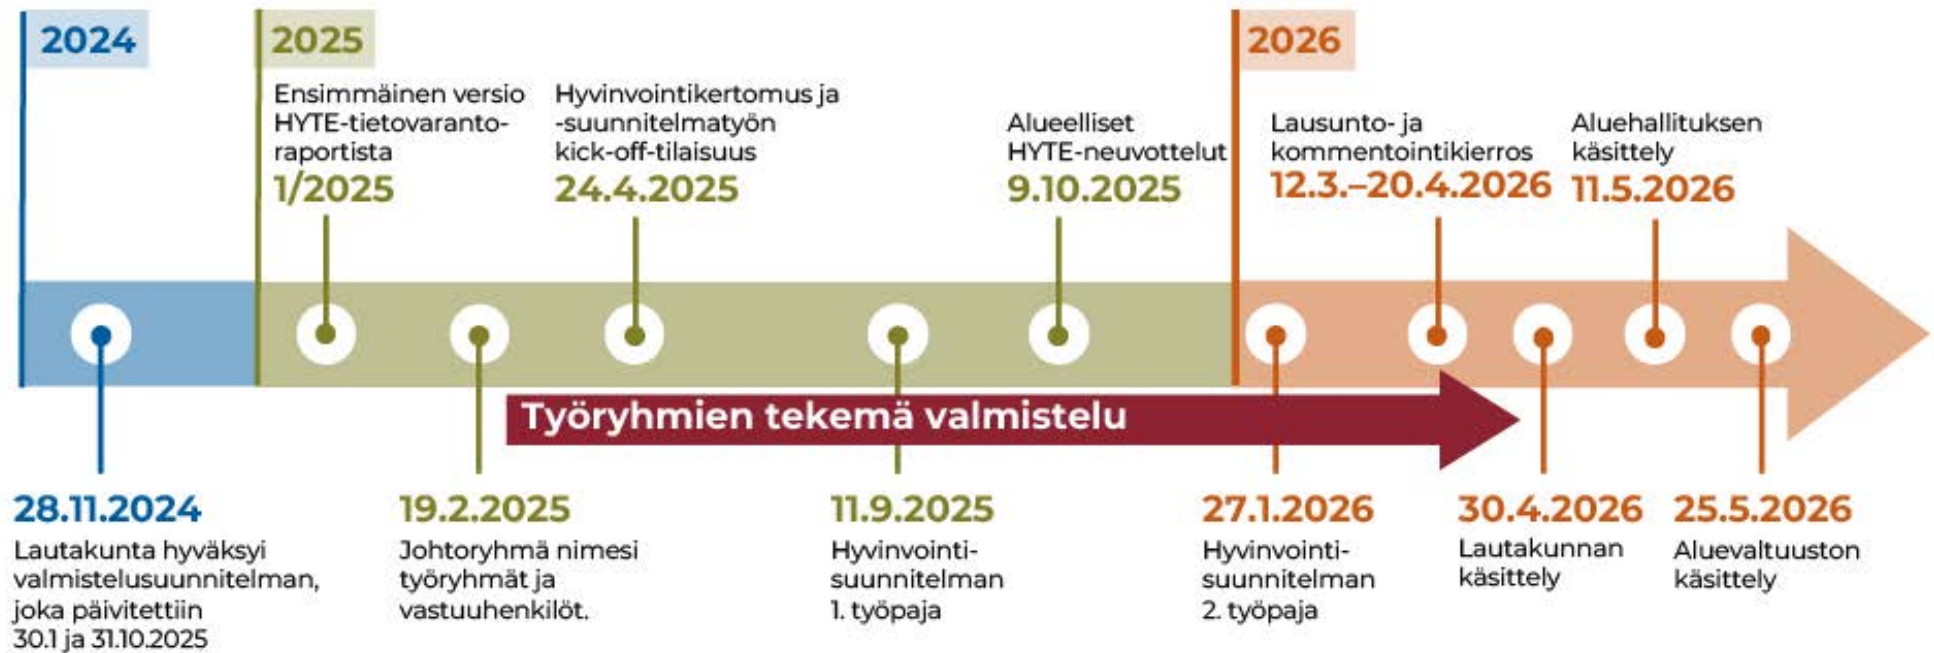 2024
2025
2026
Ensimmäinen versio
HYTE-tietovaranto-
raportista
1/2025
Hyvinvointikertomus ja
-suunnitelmatyön
kick-off-tilaisuus
24.4.2025
Alueelliset
HYTE-neuvottelut
9.10.2025
Lausunto- ja
kommentointikierros
12.3.–20.4.2026
Aluehallituksen
käsittely
11.5.2026
Työryhmien tekemä valmistelu
28.11.2024
Lautakunta hyväksyi
valmistelusuunnitelman,
joka päivitettiin
30.1 ja 31.10.2025
19.2.2025
Johtoryhmä nimesi
työryhmät ja
vastuuhenkilöt.
11.9.2025
Hyvinvointi-
suunnitelman
1. työpaja
27.1.2026
Hyvinvointi-
suunnitelman
2. työpaja
30.4.2026
Lautakunnan
käsittely
25.5.2026
Aluevaltuuston
käsittely